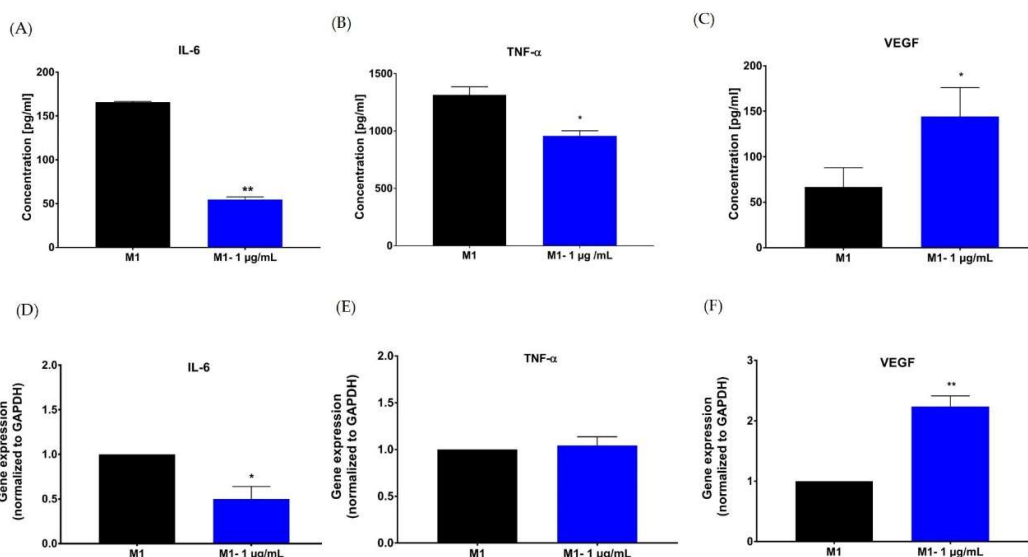 (A)
IL-6
Concentration [pg/ml]
200
150
100
50
0
**
M1
M1- 1 µg/mL
(B)
TNF-α
Concentration [pg/ml]
1500
1000
500
0
*
M1
M1- 1 µg /mL
(C)
VEGF
Concentration [pg/ml]
200
150
100
50
0
*
M1
M1- 1 µg/mL
(D)
IL-6
Gene expression
(normalized to GAPDH)
2.0
1.5
1.0
0.5
0.0
*
M1
M1- 1 µg/mL
(E)
TNF-α
Gene expression
(normalized to GAPDH)
2.0
1.5
1.0
0.5
0.0
M1
M1- 1 µg/mL
(F)
VEGF
Gene expression
(normalized to GAPDH)
3
2
1
0
**
M1
M1- 1 µg/mL